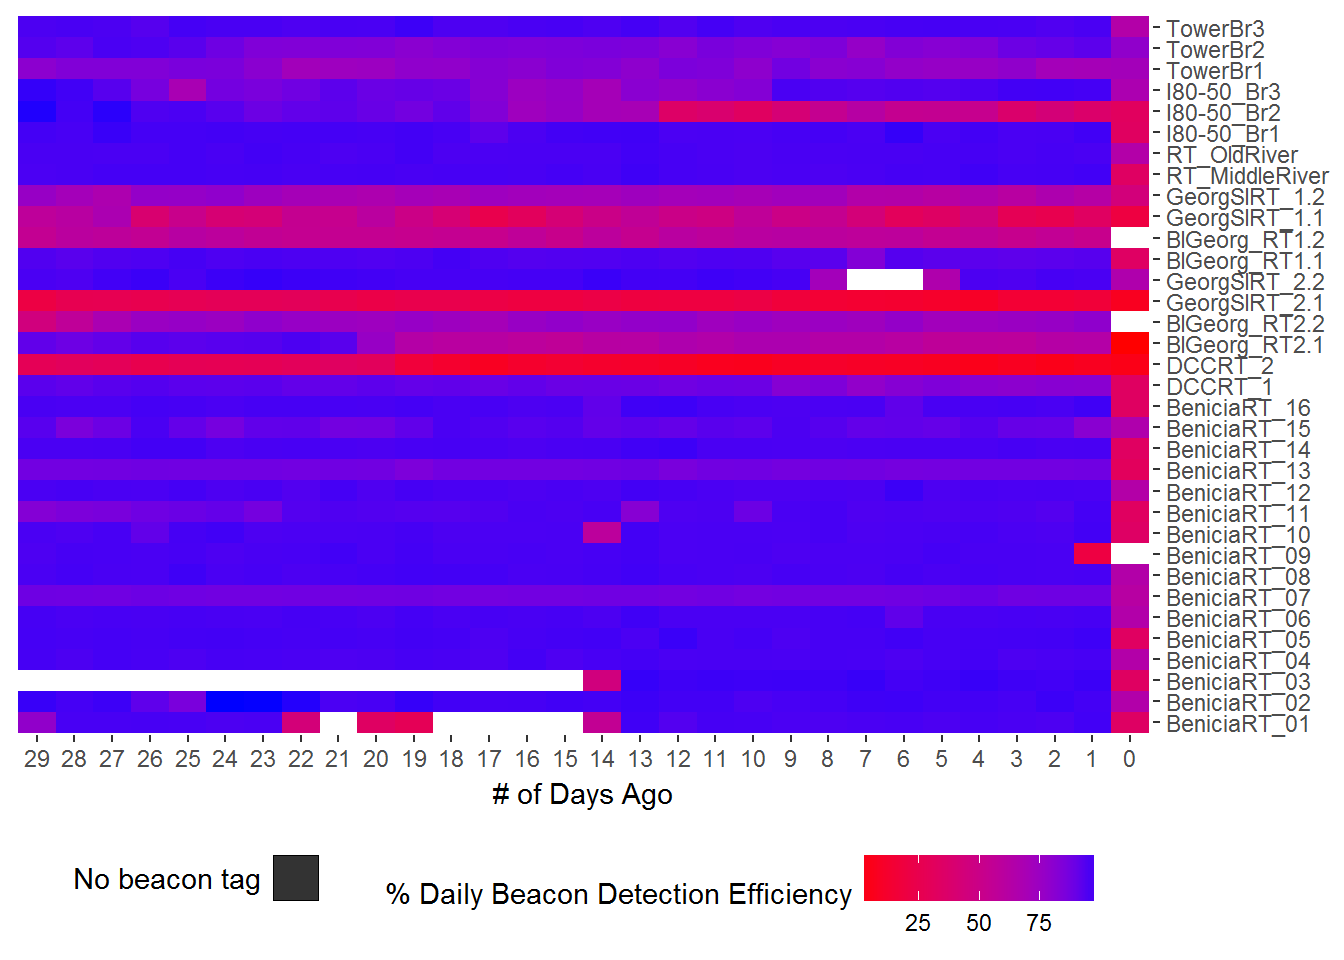 TowerBr3
TowerBr2
TowerBr1
I80-50_Br3
I80-50_Br2
I80-50_Br1
RT_OldRiver
RT_MiddleRiver
GeorgSlRT_1.2
GeorgSlRT_1.1
BlGeorg_RT1.2
BlGeorg_RT1.1
GeorgSlRT_2.2
GeorgSlRT_2.1
BlGeorg_RT2.2
BlGeorg_RT2.1
DCCRT_2
DCCRT_1
BeniciaRT_16
BeniciaRT_15
BeniciaRT_14
BeniciaRT_13
BeniciaRT_12
BeniciaRT_11
BeniciaRT_10
BeniciaRT_09
BeniciaRT_08
BeniciaRT_07
BeniciaRT_06
BeniciaRT_05
BeniciaRT_04
BeniciaRT_03
BeniciaRT_02
BeniciaRT_01
29 28 27 26 25 24 23 22 21 20 19 18 17 16 15 14 13 12 11 10 9 8 7 6 5 4 3 2 1 0
# of Days Ago
No beacon tag
% Daily Beacon Detection Efficiency
25 50 75